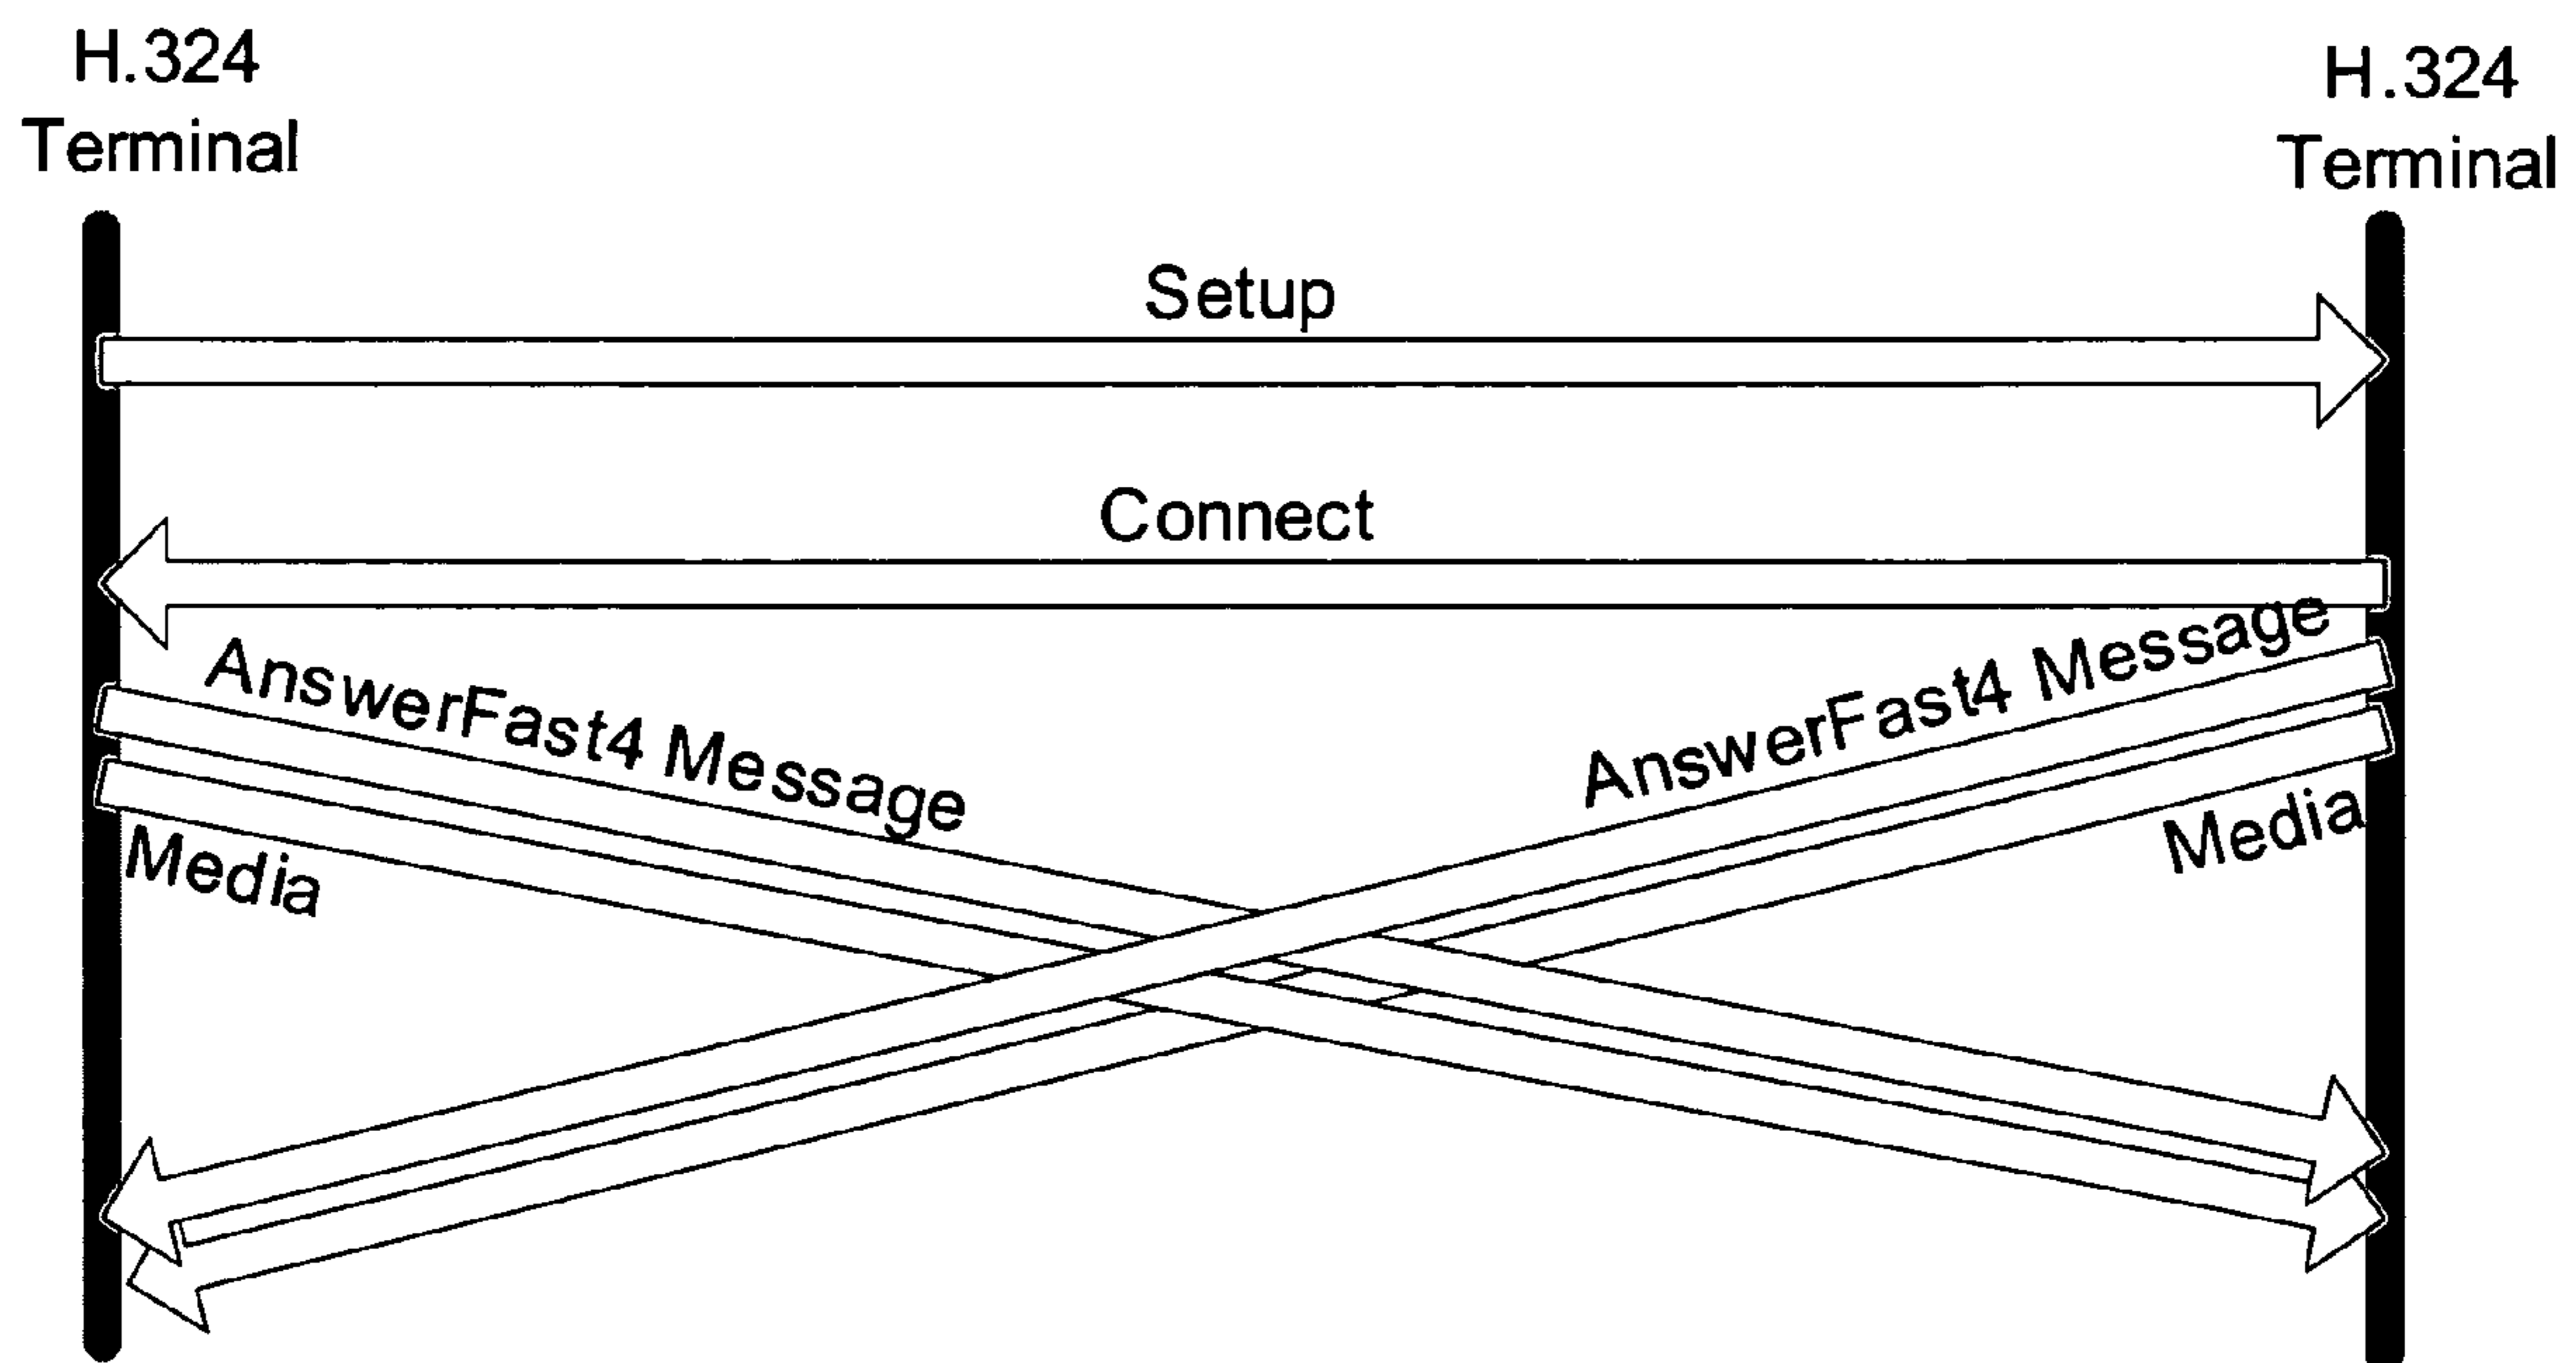 H.324
Terminal
H.324
Terminal
Setup
Connect
AnswerFast4 Message
AnswerFast4 Message
Media
Media